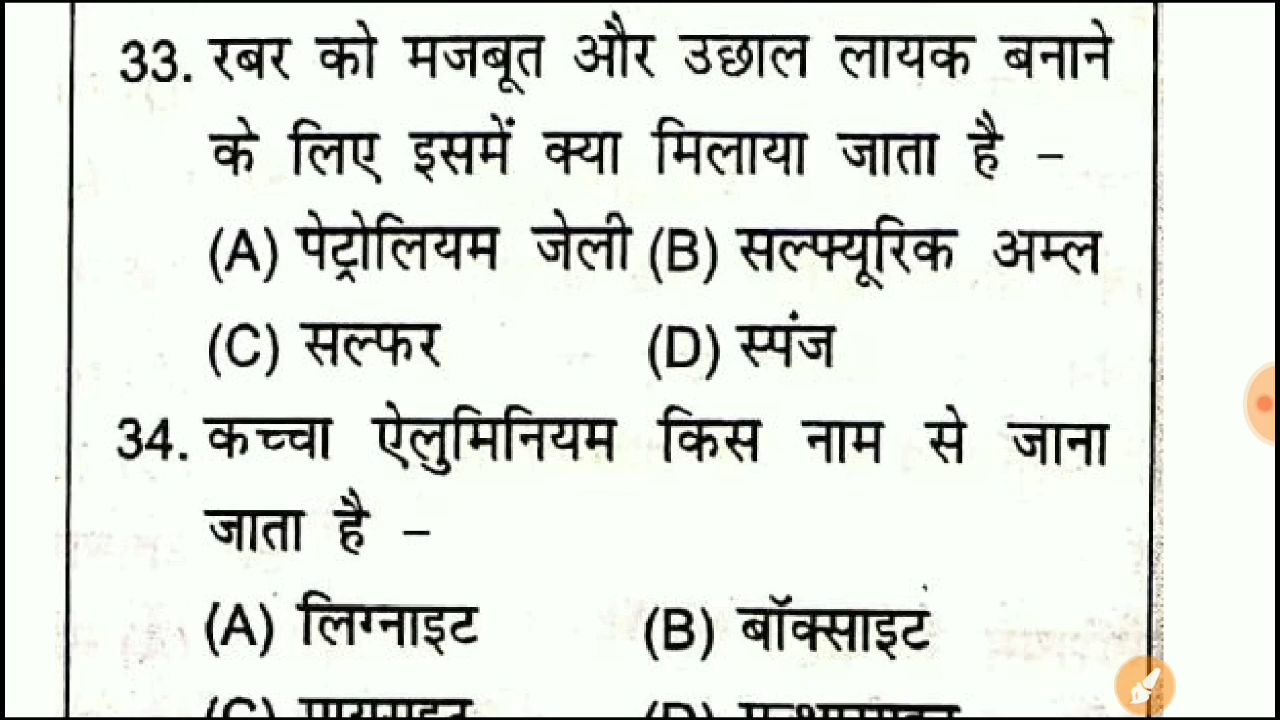 33. रबर को मजबूत और उछाल लायक बनाने
के लिए इसमें क्या मिलाया जाता है –
(A) पेट्रोलियम जेली (B) सल्फ्यूरिक अम्ल
(C) सल्फर (D) स्पंज
34. कच्चा ऐलुमिनियम किस नाम से जाना
जाता है –
(A) लिग्नाइट (B) बॉक्साइट
(C) (D)